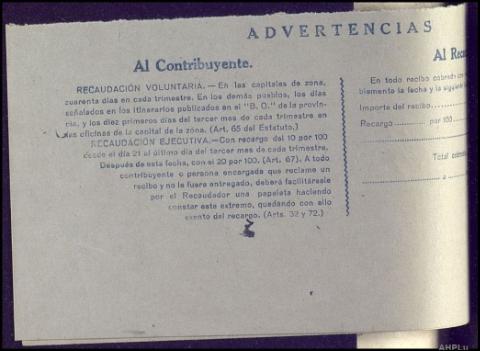 ADVERTENCIAS
Al Contribuyente.
RECAUDACIÓN VOLUNTARIA. — En las capitales de zona,
cuarenta días en cada trimestre. En los demás pueblos, los días
señalados en los itinerarios publicados en el "B. O." de la provin-
cia, y los diez primeros días del tercer mes de cada trimestre en
las oficinas de la capital de la zona. (Art. 65 del Estatuto.)
RECAUDACIÓN EJECUTIVA.—Con recargo del 10 por 100
desde el día 21 al último día del tercer mes de cada trimestre.
Después de esta fecha, con el 20 por 100. (Art. 67). A todo
contribuyente o persona encargada que reclame un
recibo y no le fuere entregado, deberá facilitársele
por el Recaudador una papeleta haciendo
constar este extremo, quedando con ello
exento del recargo. (Arts. 32 y 72.)
Al Reca
En todo recibo cobrado con
blemente la fecha y la siguiente
Importe del recibo
Recargo por 100
Total cobrado
a
AHPLu